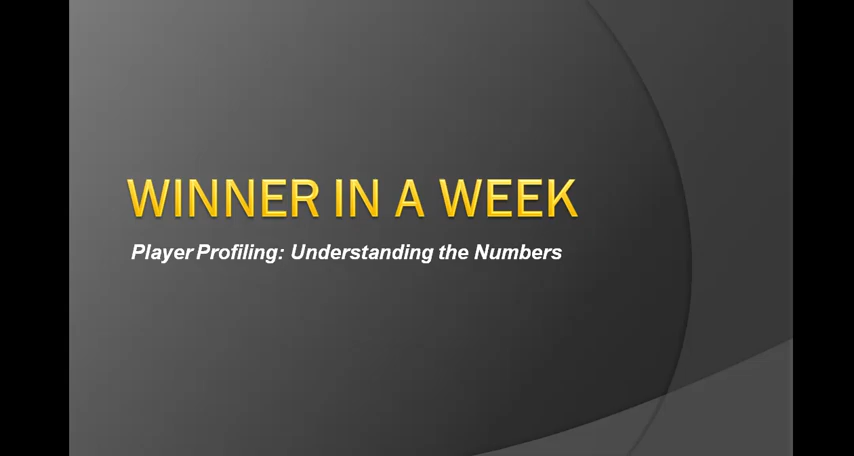 WINNER IN A WEEK
Player Profiling: Understanding the Numbers